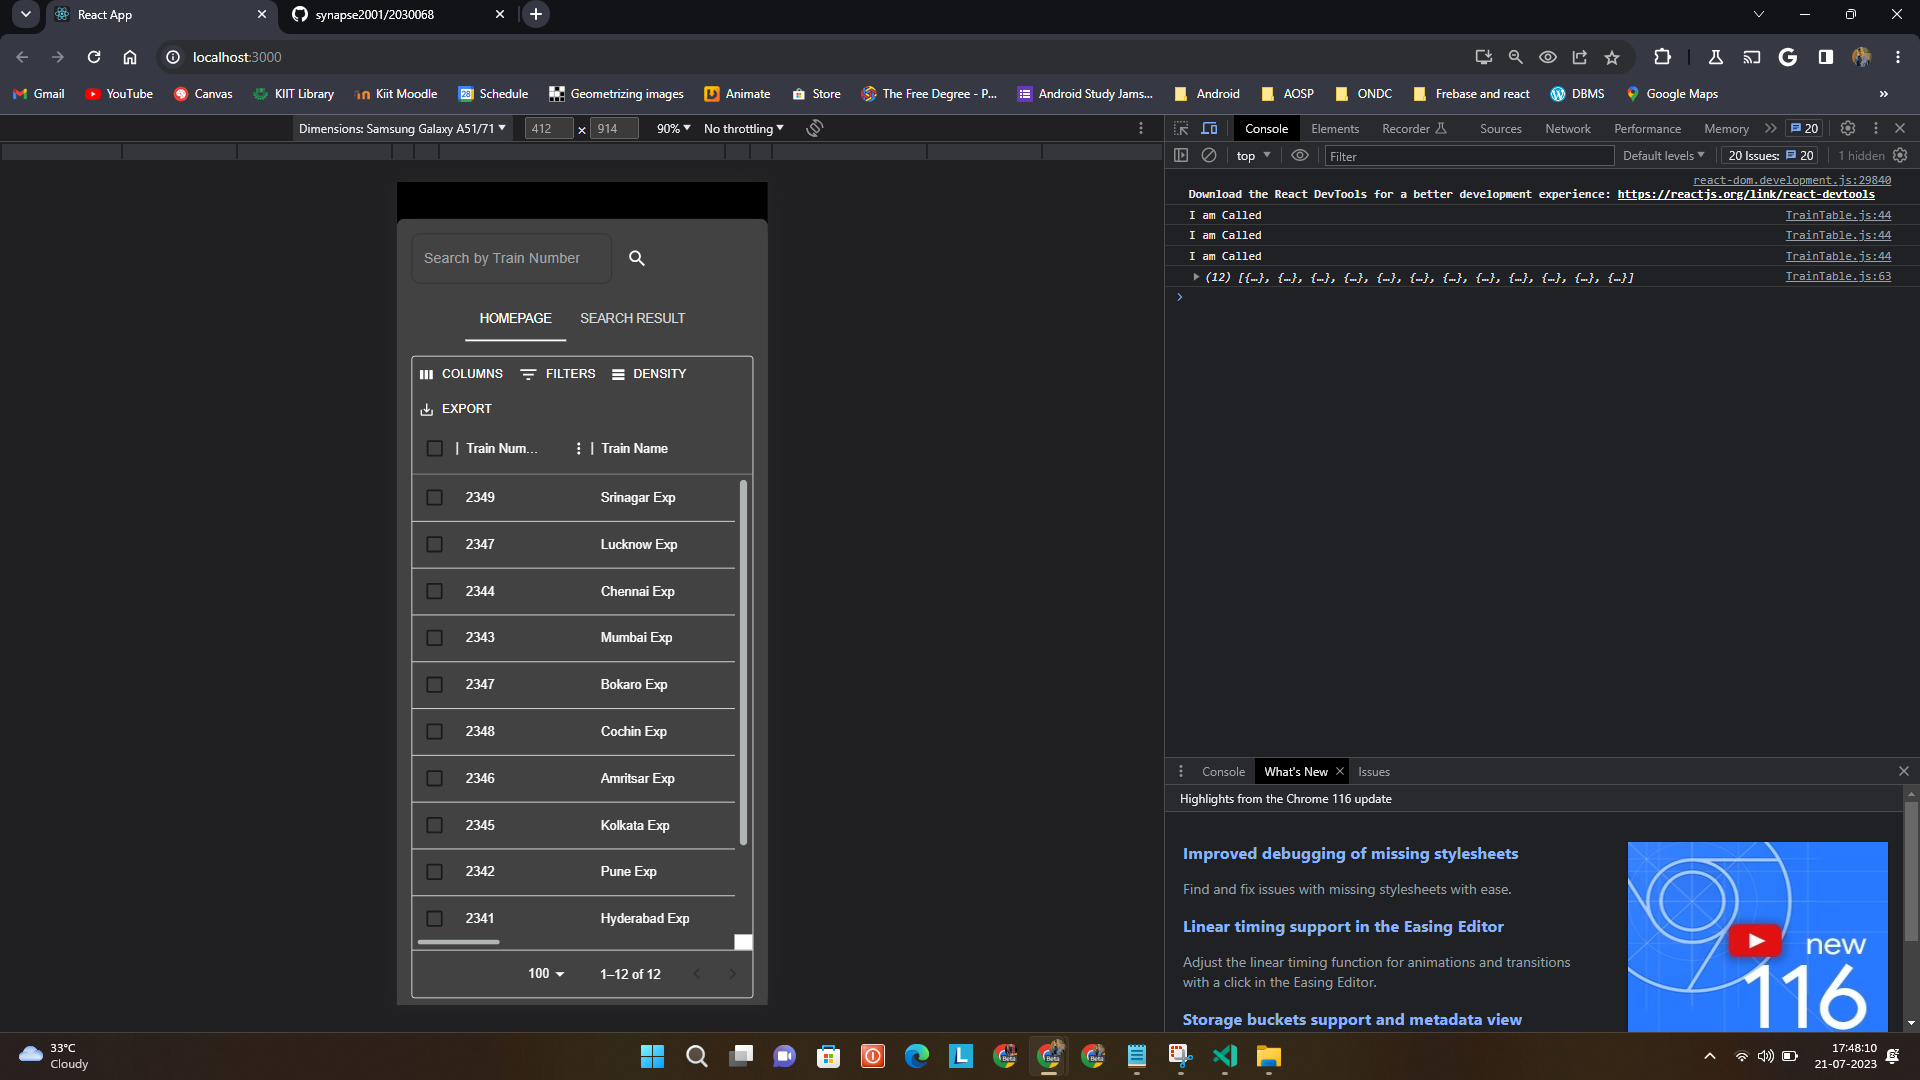 React App
synapse2001/2030068
localhost:3000
Gmail
YouTube
Canvas
KIIT Library
Kiit Moodle
Schedule
Geometrizing images
Animate
Store
The Free Degree - P...
Android Study Jams...
Android
AOSP
ONDC
Frebase and react
DBMS
Google Maps
»
Dimensions: Samsung Galaxy A51/71
412 × 914
90%
No throttling
Console
Elements
Recorder
Sources
Network
Performance
Memory
20
top
Filter
Default levels
20 Issues: 20
1 hidden
react-dom.development.js:29840
Download the React DevTools for a better development experience: https://reactjs.org/link/react-devtools
I am Called TrainTable.js:44
I am Called TrainTable.js:44
I am Called TrainTable.js:44
(12) [{…}, {…}, {…}, {…}, {…}, {…}, {…}, {…}, {…}, {…}, {…}, {…}] TrainTable.js:63
Search by Train Number
HOMEPAGE
SEARCH RESULT
COLUMNS
FILTERS
DENSITY
EXPORT
Train Num...
Train Name
2349 Srinagar Exp
2347 Lucknow Exp
2344 Chennai Exp
2343 Mumbai Exp
2347 Bokaro Exp
2348 Cochin Exp
2346 Amritsar Exp
2345 Kolkata Exp
2342 Pune Exp
2341 Hyderabad Exp
100
1–12 of 12
Console
What's New
Issues
Highlights from the Chrome 116 update
Improved debugging of missing stylesheets
Find and fix issues with missing stylesheets with ease.
Linear timing support in the Easing Editor
Adjust the linear timing function for animations and transitions
with a click in the Easing Editor.
Storage buckets support and metadata view
new
116
33°C
Cloudy
17:48:10
21-07-2023